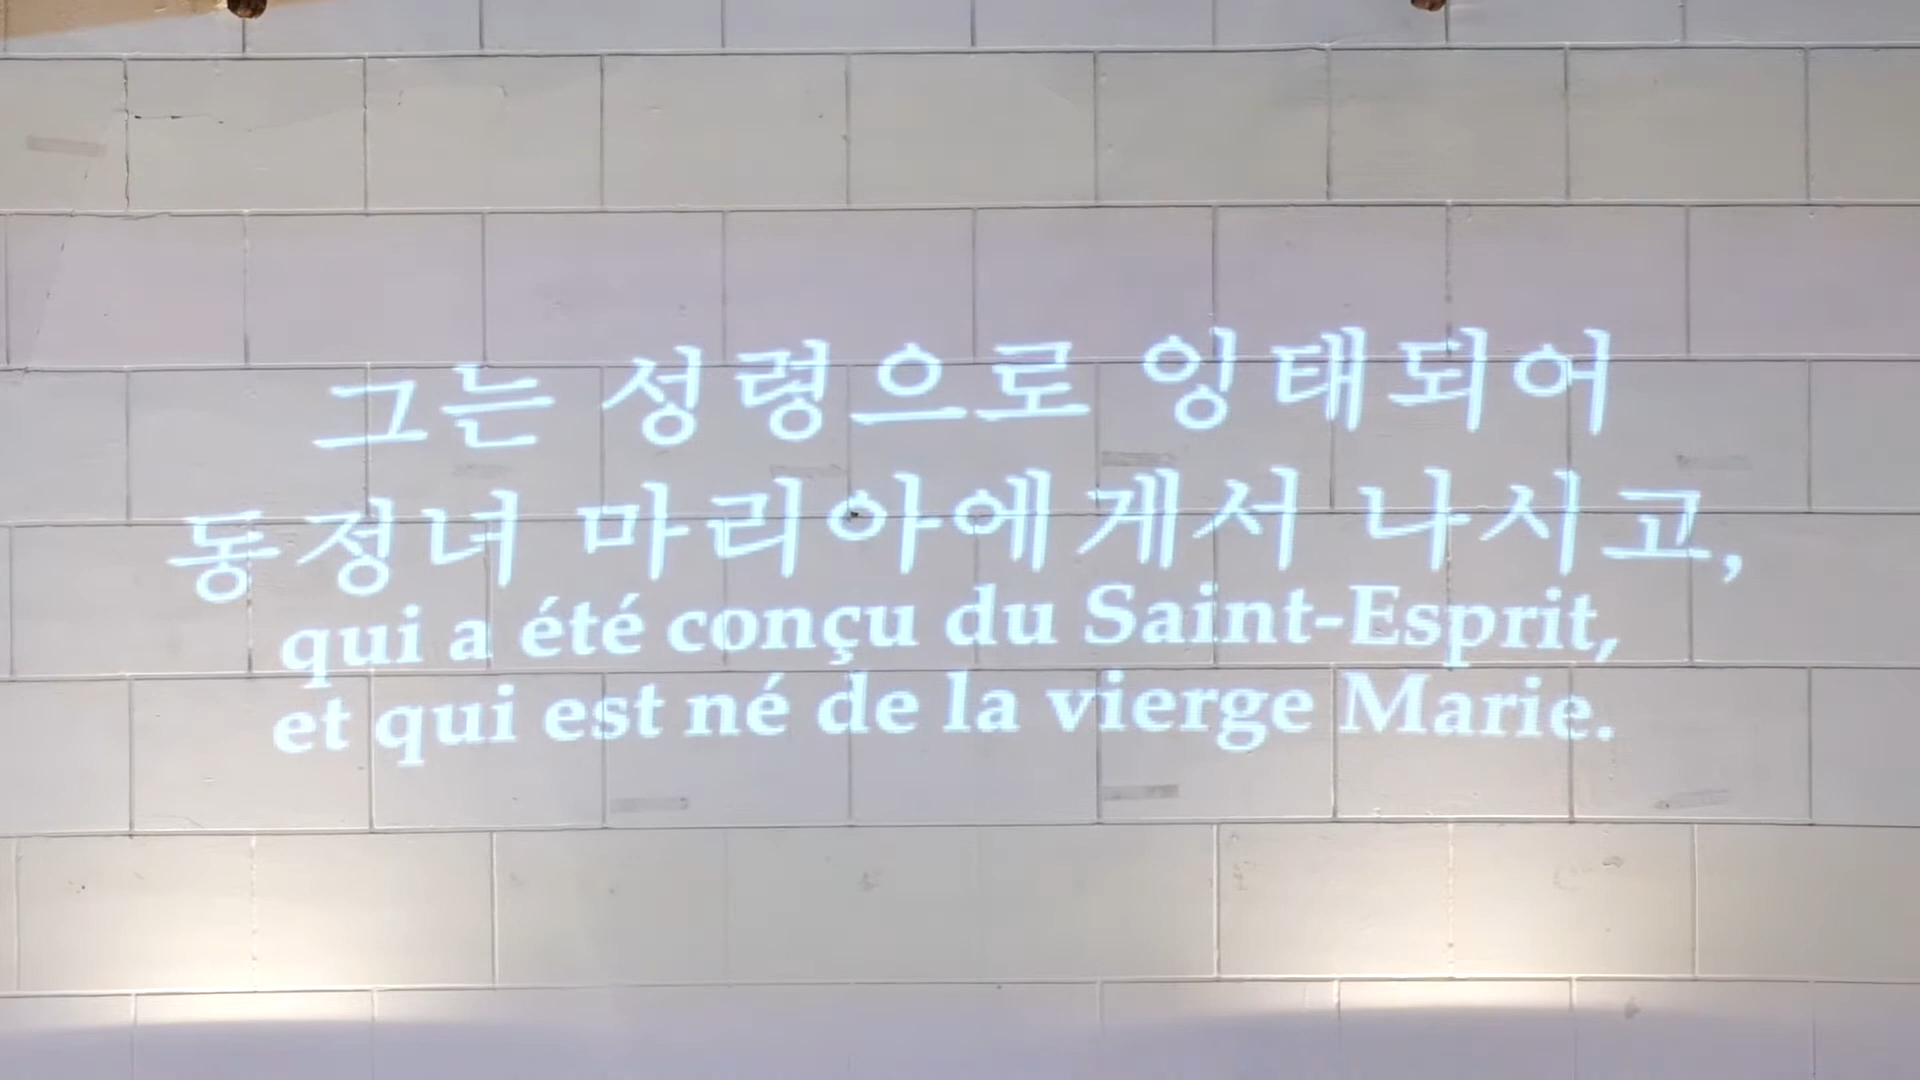 그는 성령으로 잉태되어
동정녀 마리아에게서 나시고,
qui a été conçu du Saint-Esprit,
et qui est né de la vierge Marie.